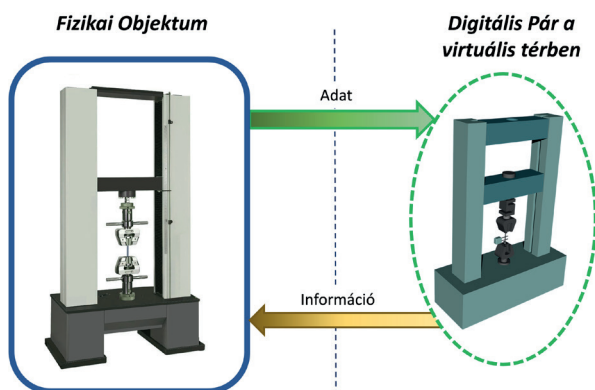 Fizikai Objektum
Digitális Pár a
virtuális térben
Adat
Információ